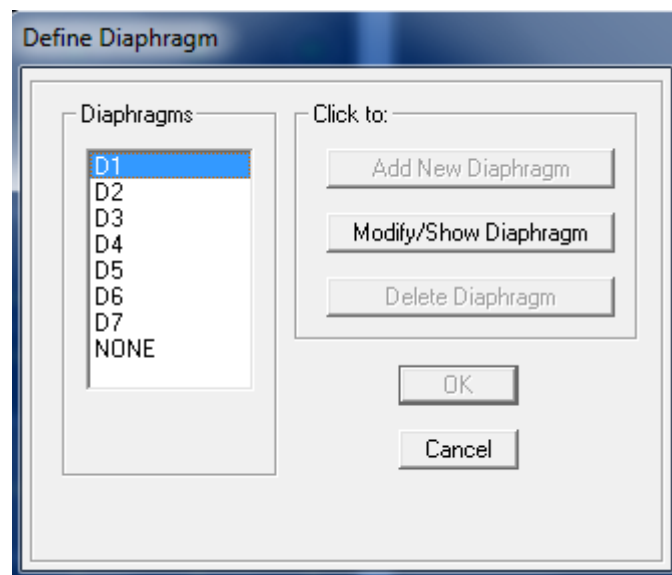 Define Diaphragm
Diaphragms
D1
D2
D3
D4
D5
D6
D7
NONE
Click to:
Add New Diaphragm
Modify/Show Diaphragm
Delete Diaphragm
OK
Cancel